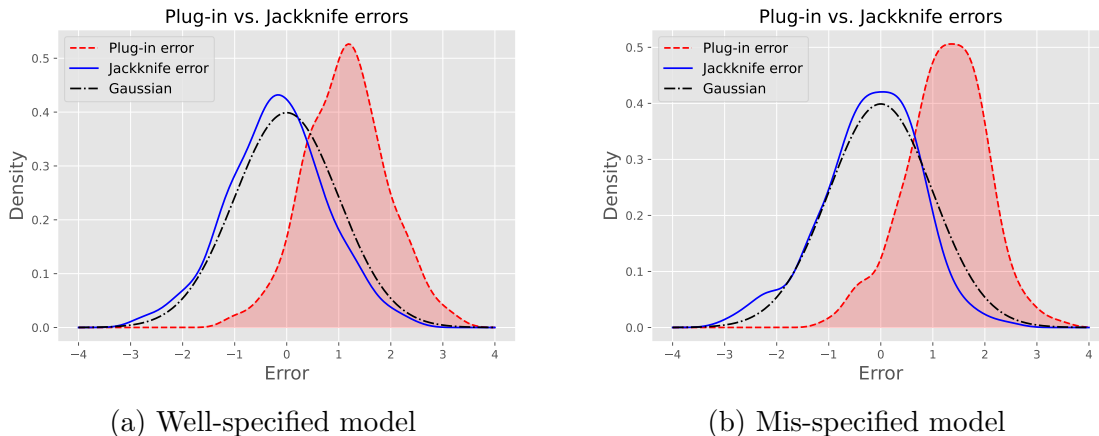 Plug-in vs. Jackknife errors
Plug-in error
Jackknife error
Gaussian
0.5
0.4
0.3
0.2
0.1
0.0
Density
−4
−3
−2
−1
0
1
2
3
4
Error
(a) Well-specified model
Plug-in vs. Jackknife errors
Plug-in error
Jackknife error
Gaussian
0.5
0.4
0.3
0.2
0.1
0.0
Density
−4
−3
−2
−1
0
1
2
3
4
Error
(b) Mis-specified model